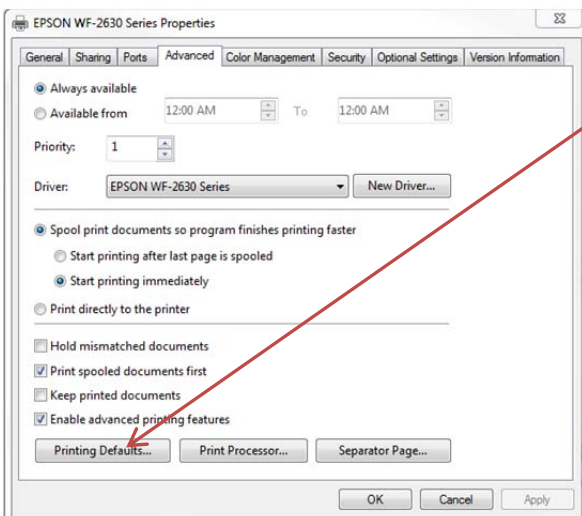 EPSON WF-2630 Series Properties
General Sharing Ports Advanced Color Management Security Optional Settings Version Information
Always available
Available from 12:00 AM To 12:00 AM
Priority: 1
Driver: EPSON WF-2630 Series New Driver...
Spool print documents so program finishes printing faster
Start printing after last page is spooled
Start printing immediately
Print directly to the printer
Hold mismatched documents
Print spooled documents first
Keep printed documents
Enable advanced printing features
Printing Defaults... Print Processor... Separator Page...
OK Cancel Apply